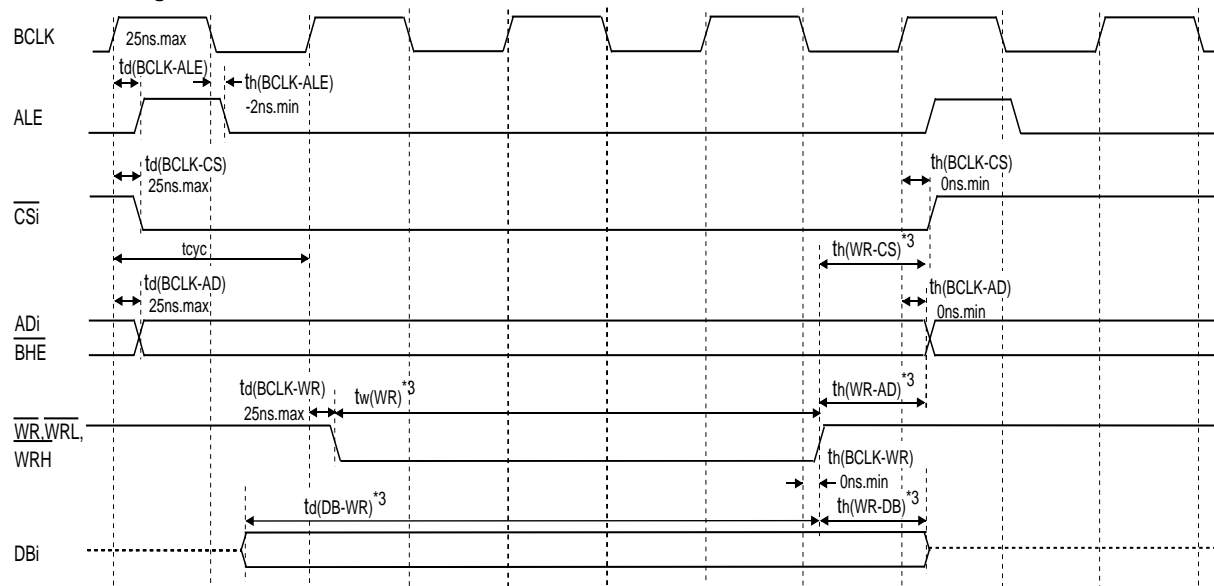 BCLK
25ns.max
td(BCLK-ALE)
th(BCLK-ALE)
-2ns.min
ALE
td(BCLK-CS)
25ns.max
th(BCLK-CS)
0ns.min
CSi
tcyc
th(WR-CS)*3
td(BCLK-AD)
25ns.max
th(BCLK-AD)
0ns.min
ADi
BHE
td(BCLK-WR)
25ns.max
tw(WR)*3
th(WR-AD)*3
WR,WRL,
WRH
th(BCLK-WR)
0ns.min
td(DB-WR)*3
th(WR-DB)*3
DBi